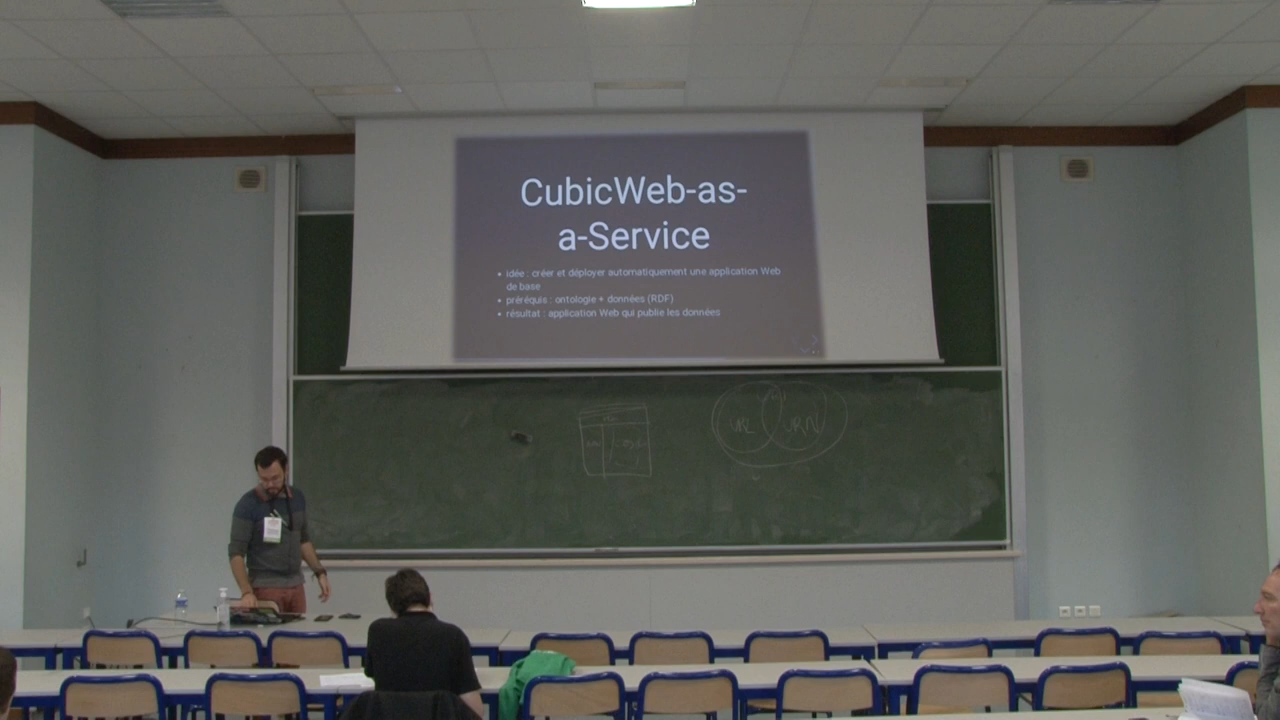 CubicWeb-as-
a-Service
• idée : créer et déployer automatiquement une application Web
de base
• prérequis : ontologie + données (RDF)
• résultat : application Web qui publie les données
URN